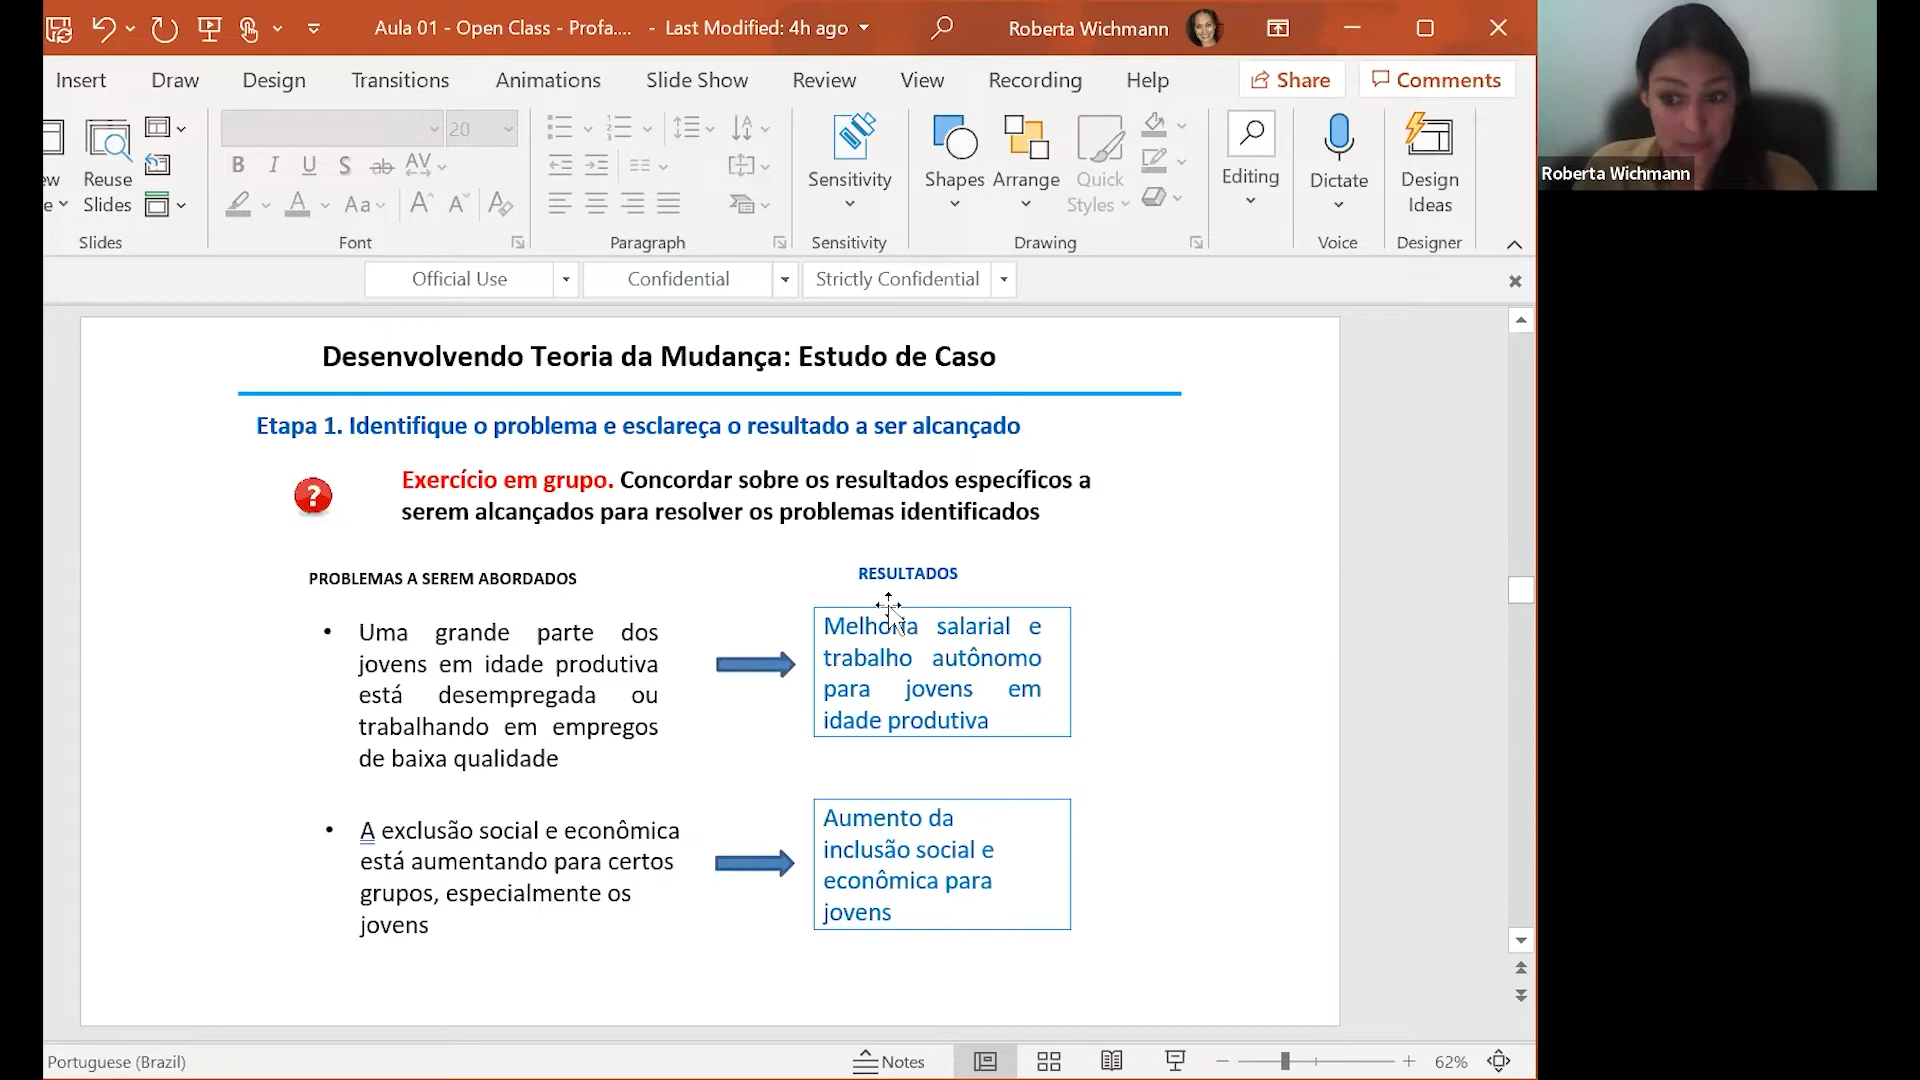 Aula 01 - Open Class - Profa.... - Last Modified: 4h ago
Roberta Wichmann
Insert Draw Design Transitions Animations Slide Show Review View Recording Help Share Comments
20
Reuse
Slides
B I U S ab AV
Aa A A
Sensitivity
Shapes
Arrange
Quick
Styles
Editing
Dictate
Design
Ideas
Slides Font Paragraph Sensitivity Drawing Voice Designer
Roberta Wichmann
Official Use Confidential Strictly Confidential
Desenvolvendo Teoria da Mudança: Estudo de Caso
Etapa 1. Identifique o problema e esclareça o resultado a ser alcançado
?
Exercício em grupo. Concordar sobre os resultados específicos a
serem alcançados para resolver os problemas identificados
PROBLEMAS A SEREM ABORDADOS
• Uma grande parte dos
jovens em idade produtiva
está desempregada ou
trabalhando em empregos
de baixa qualidade
• A exclusão social e econômica
está aumentando para certos
grupos, especialmente os
jovens
RESULTADOS
Melhoria salarial e
trabalho autônomo
para jovens em
idade produtiva
Aumento da
inclusão social e
econômica para
jovens
Portuguese (Brazil)
Notes
62%